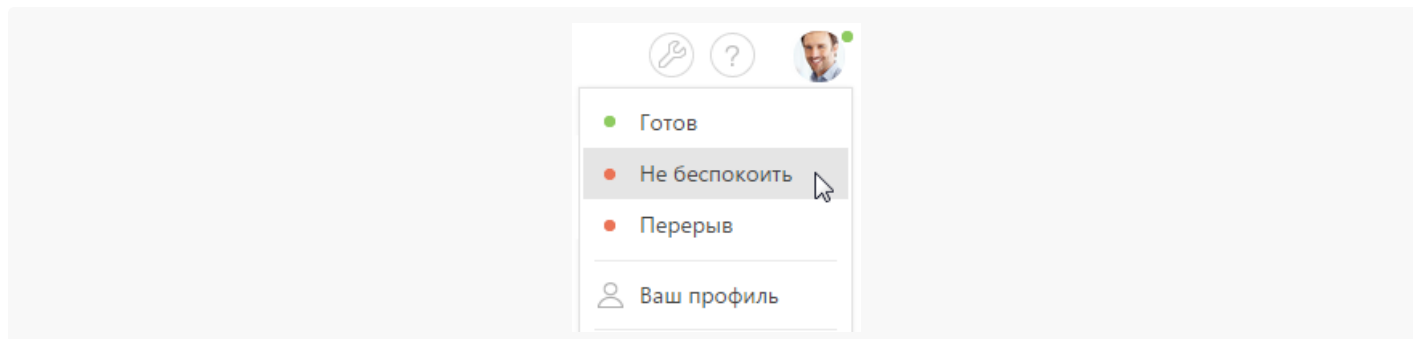 ?
Готов
Не беспокоить
Перерыв
Ваш профиль